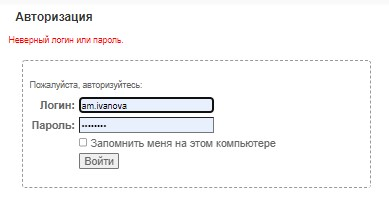 Авторизация
Неверный логин или пароль.
Пожалуйста, авторизуйтесь:
Логин: am.ivanova
Пароль: ••••••••
Запомнить меня на этом компьютере
Войти